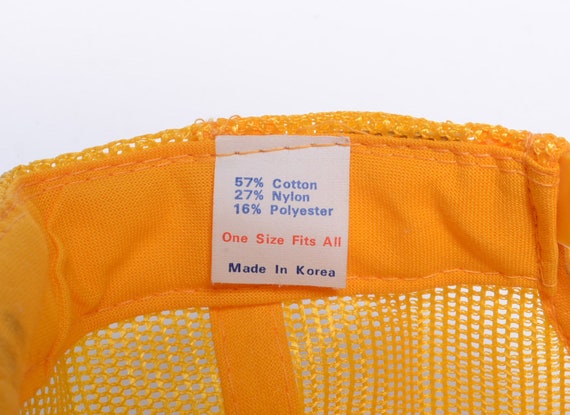 57% Cotton
27% Nylon
16% Polyester
One Size Fits All
Made In Korea